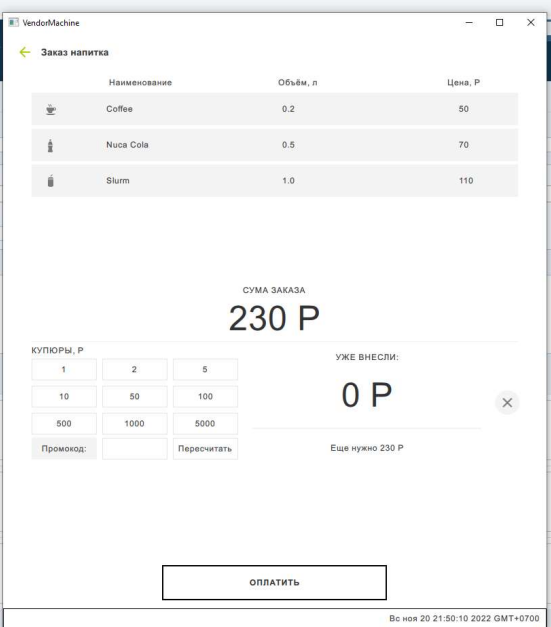 VendorMachine
Заказ напитка
Наименование Объём, л Цена, Р
Coffee 0.2 50
Nuca Cola 0.5 70
Slurm 1.0 110
СУМА ЗАКАЗА
230 Р
КУПЮРЫ, Р
УЖЕ ВНЕСЛИ:
1 2 5
10 50 100
0 Р
500 1000 5000
Промокод: Пересчитать
Еще нужно 230 Р
ОПЛАТИТЬ
Вс ноя 20 21:50:10 2022 GMT+0700